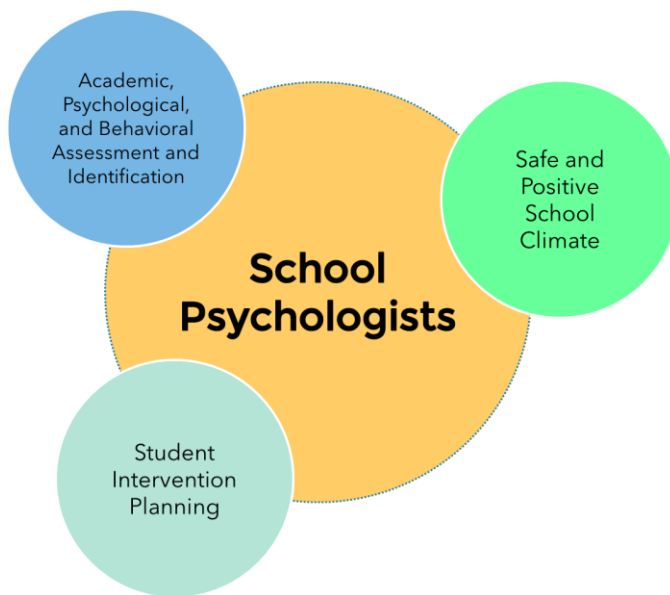 Academic,
Psychological,
and Behavioral
Assessment and
Identification
Safe and
Positive
School
Climate
School
Psychologists
Student
Intervention
Planning